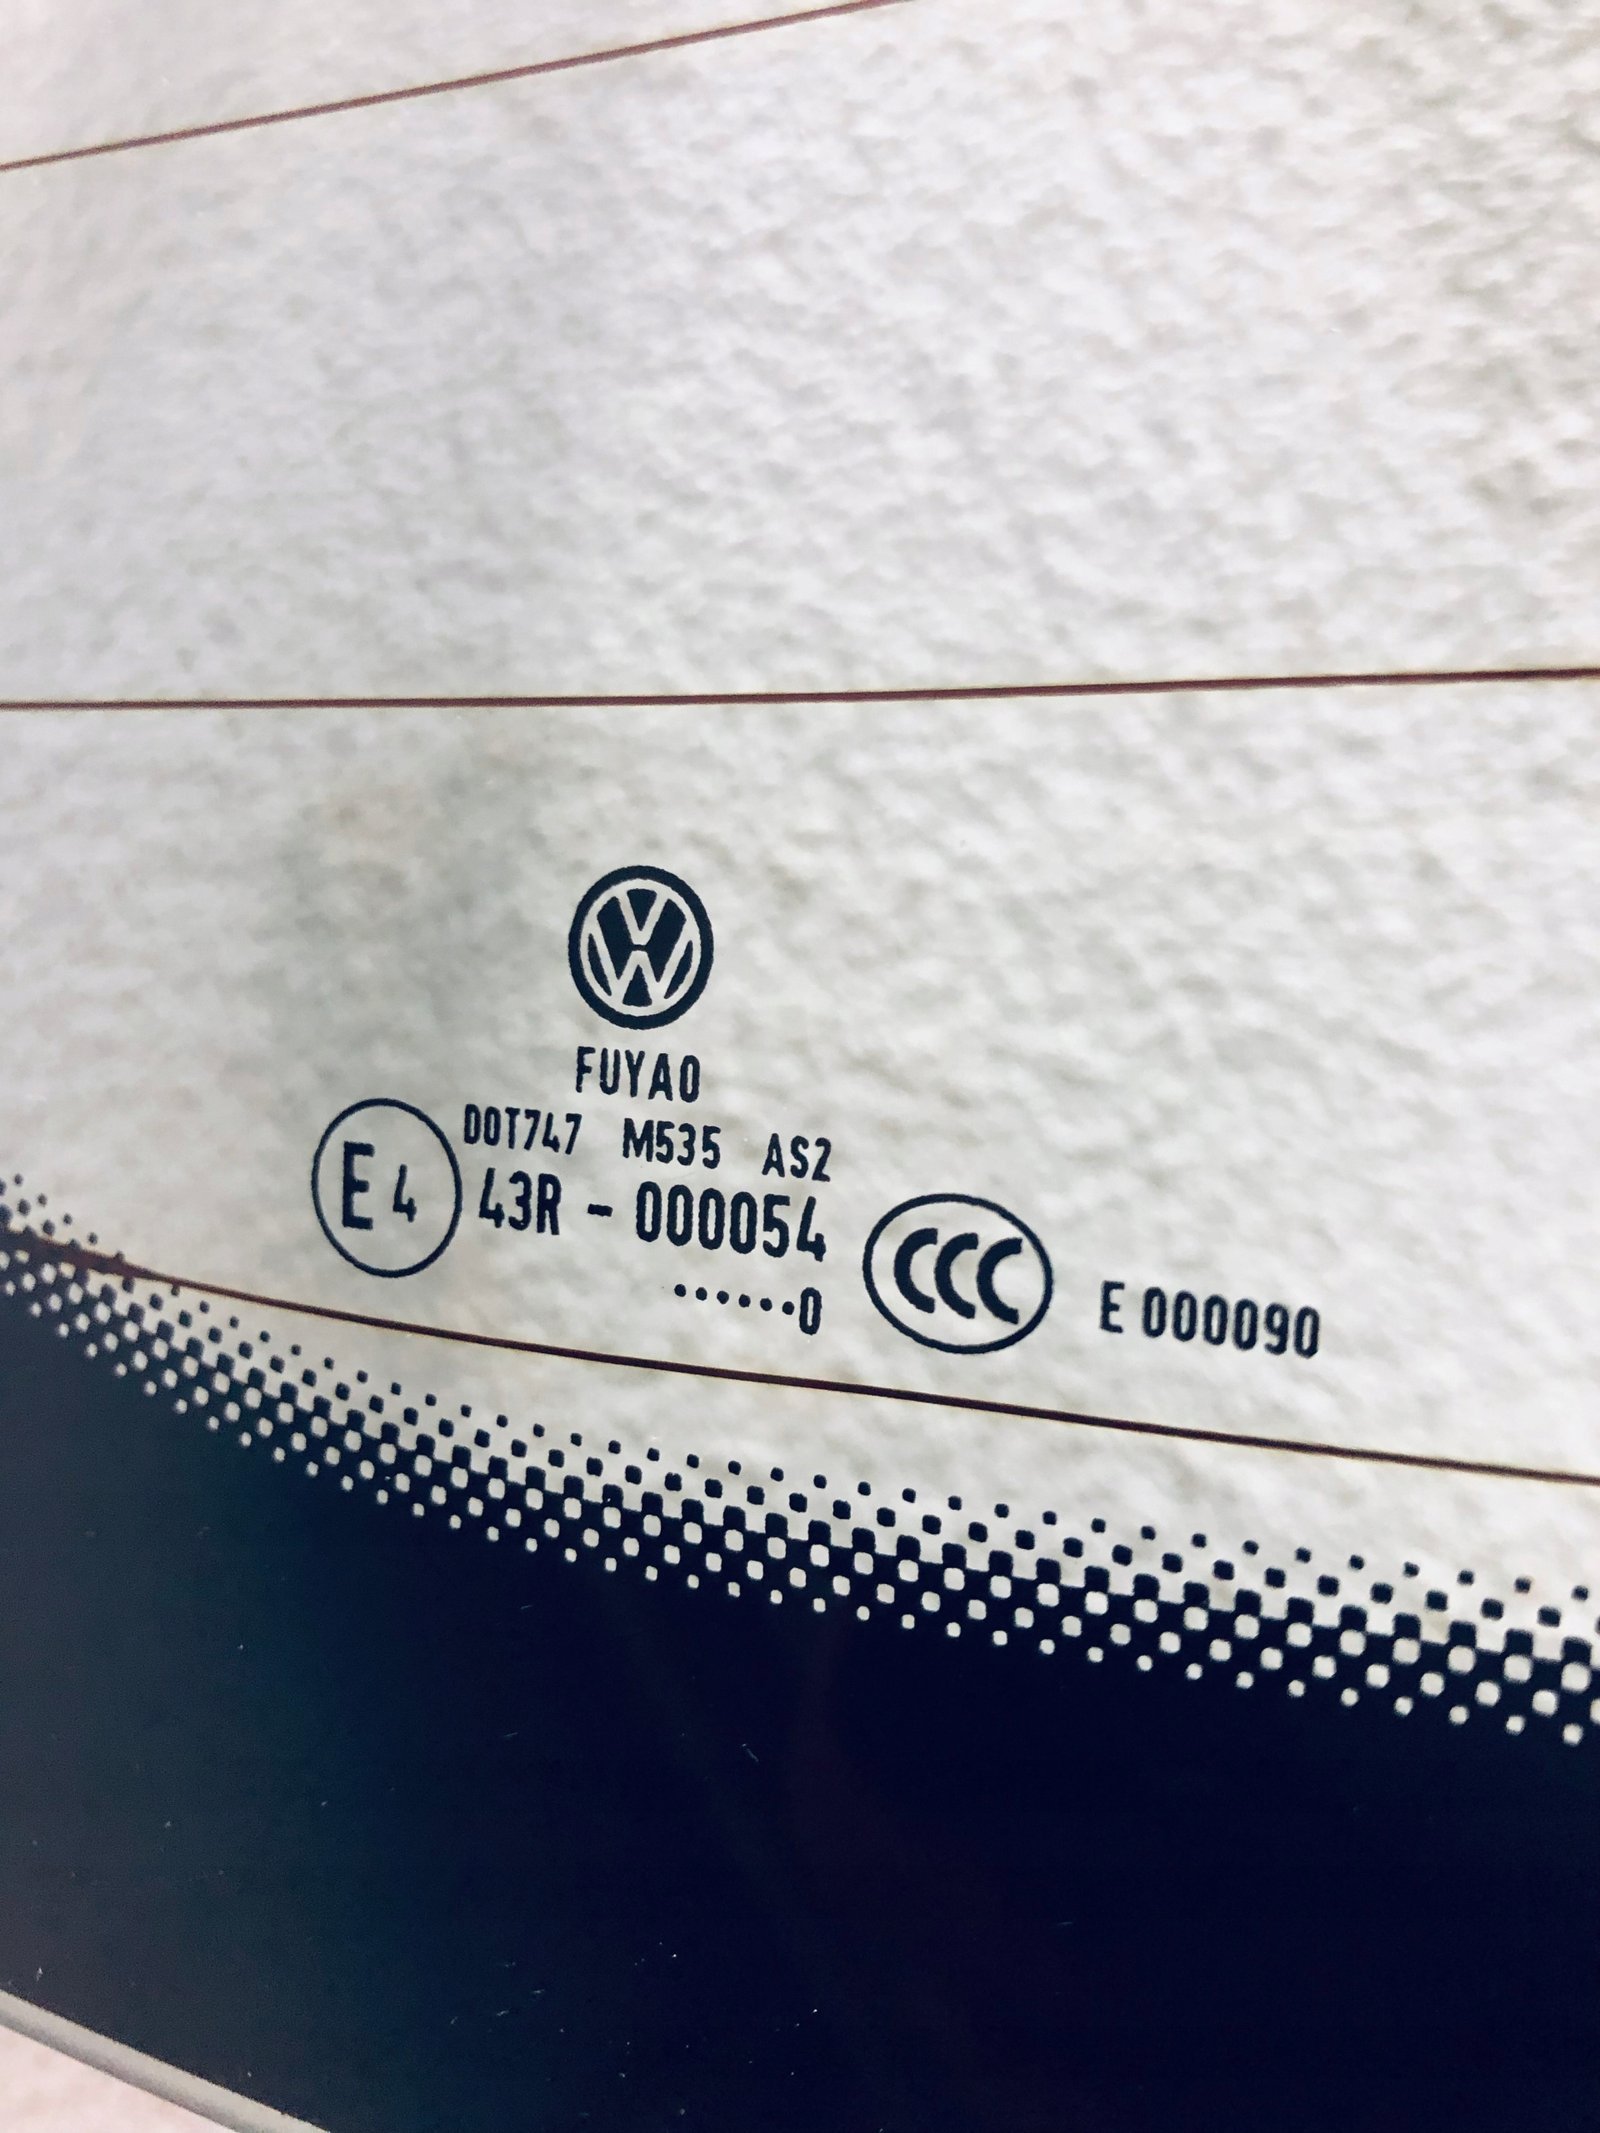 FUYAO
DOT747 M535 AS2
E4 43R - 000054
······0
CCC E 000090